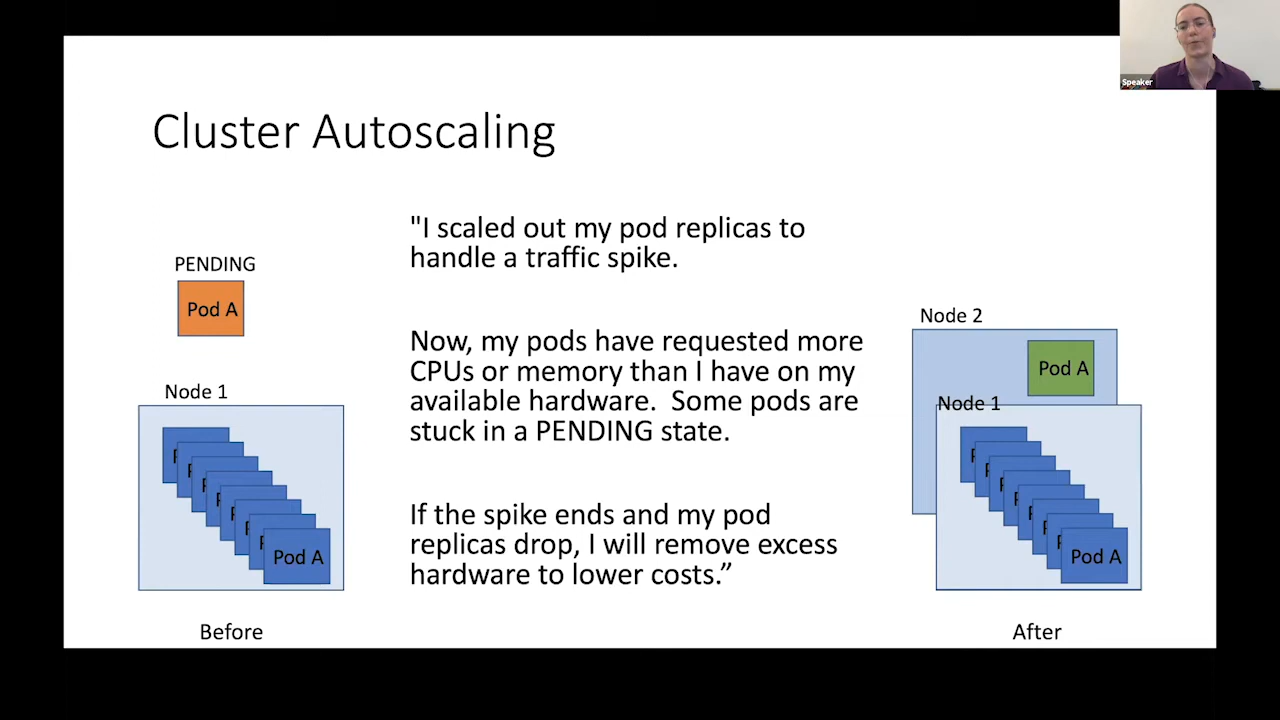 Speaker
Cluster Autoscaling
PENDING
Pod A
Node 1
Pod A
Before
"I scaled out my pod replicas to
handle a traffic spike.
Now, my pods have requested more
CPUs or memory than I have on my
available hardware.  Some pods are
stuck in a PENDING state.
If the spike ends and my pod
replicas drop, I will remove excess
hardware to lower costs.”
Node 2
Pod A
Node 1
Pod A
After